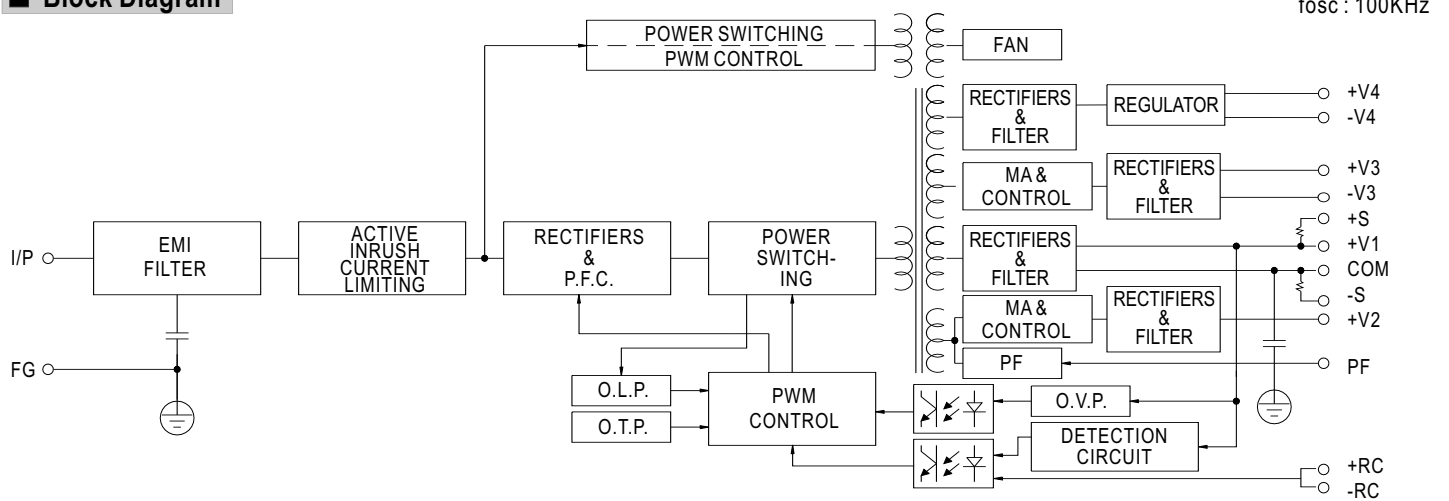 ■ Block Diagram
fosc : 100KHz
POWER SWITCHING
PWM CONTROL
FAN
RECTIFIERS
&
FILTER
REGULATOR
+V4
-V4
MA &
CONTROL
RECTIFIERS
&
FILTER
+V3
-V3
I/P
EMI
FILTER
ACTIVE
INRUSH
CURRENT
LIMITING
RECTIFIERS
&
P.F.C.
POWER
SWITCH-
ING
RECTIFIERS
&
FILTER
+S
+V1
COM
-S
MA &
CONTROL
RECTIFIERS
&
FILTER
+V2
FG
PF
PF
O.L.P.
O.T.P.
PWM
CONTROL
O.V.P.
DETECTION
CIRCUIT
+RC
-RC